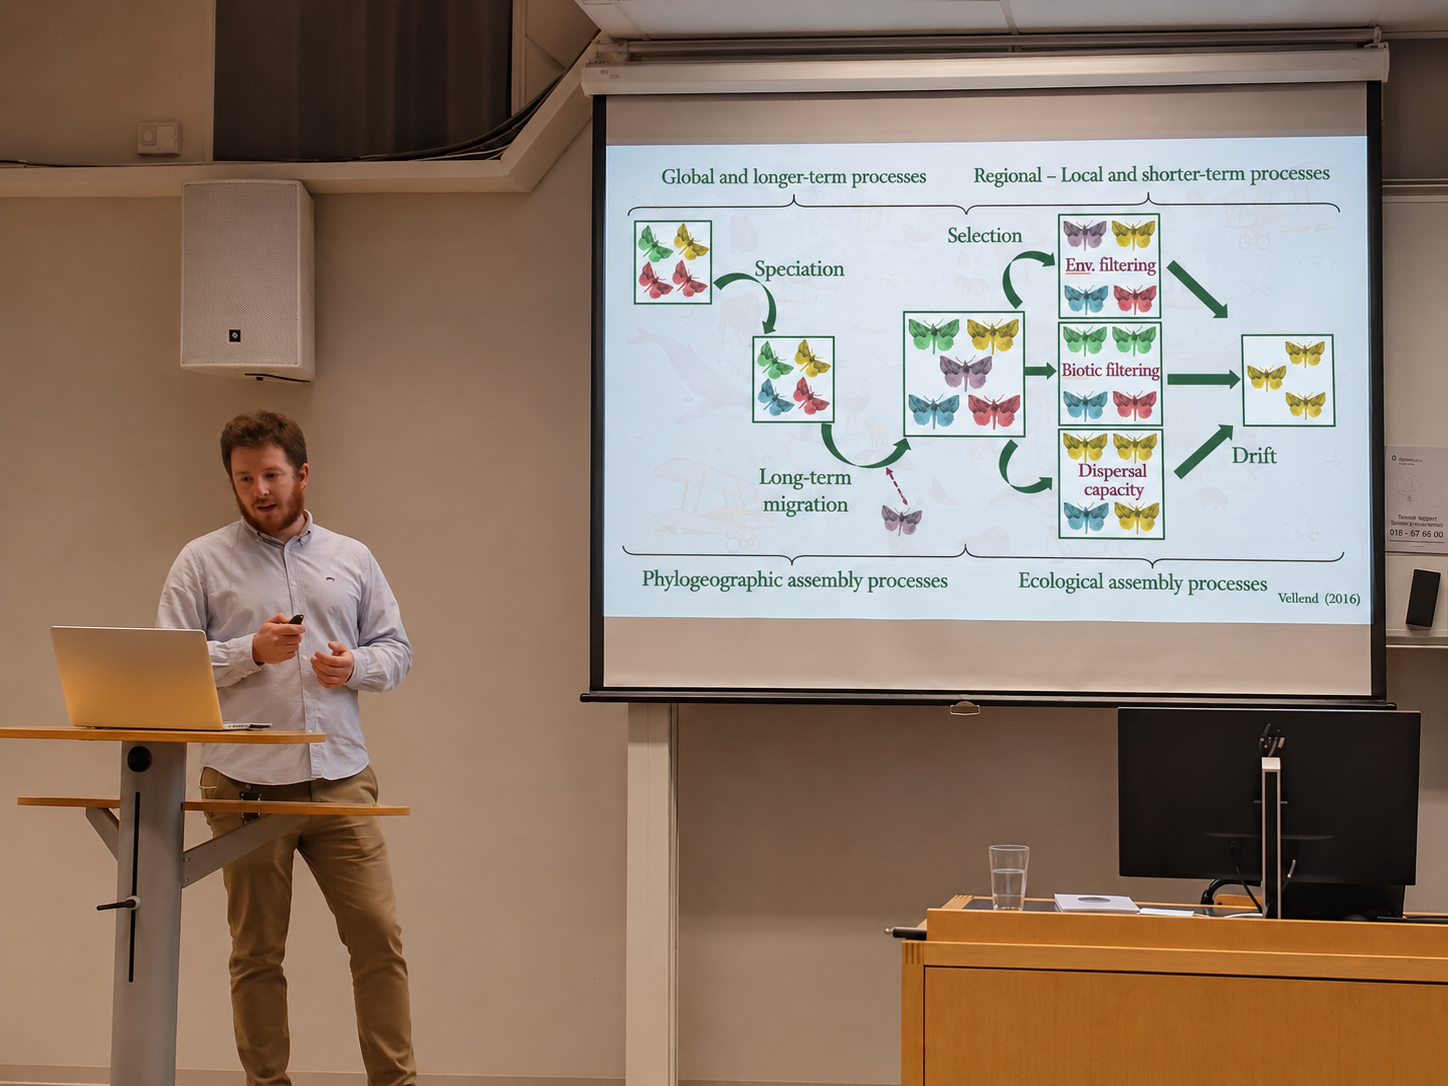 Global and longer-term processes
Regional – Local and shorter-term processes
Speciation
Selection
Env. filtering
Biotic filtering
Dispersal
capacity
Long-term
migration
Drift
Phylogeographic assembly processes
Ecological assembly processes
Vellend (2016)
018 - 67 66 00